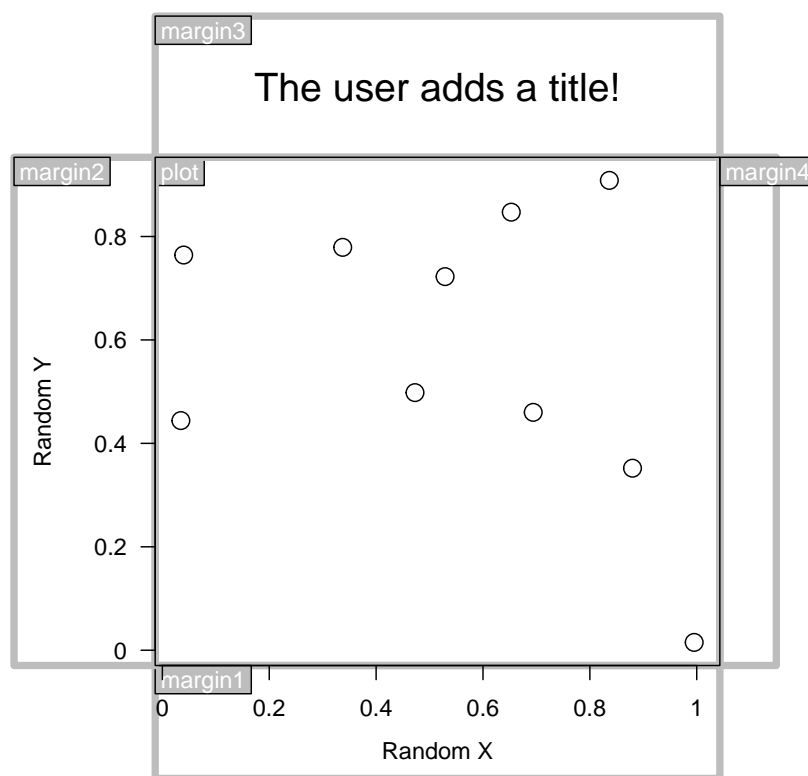 margin3
The user adds a title!
margin2
plot
margin4
0.8
0.6
0.4
0.2
0
Random Y
margin1
0 0.2 0.4 0.6 0.8 1
Random X